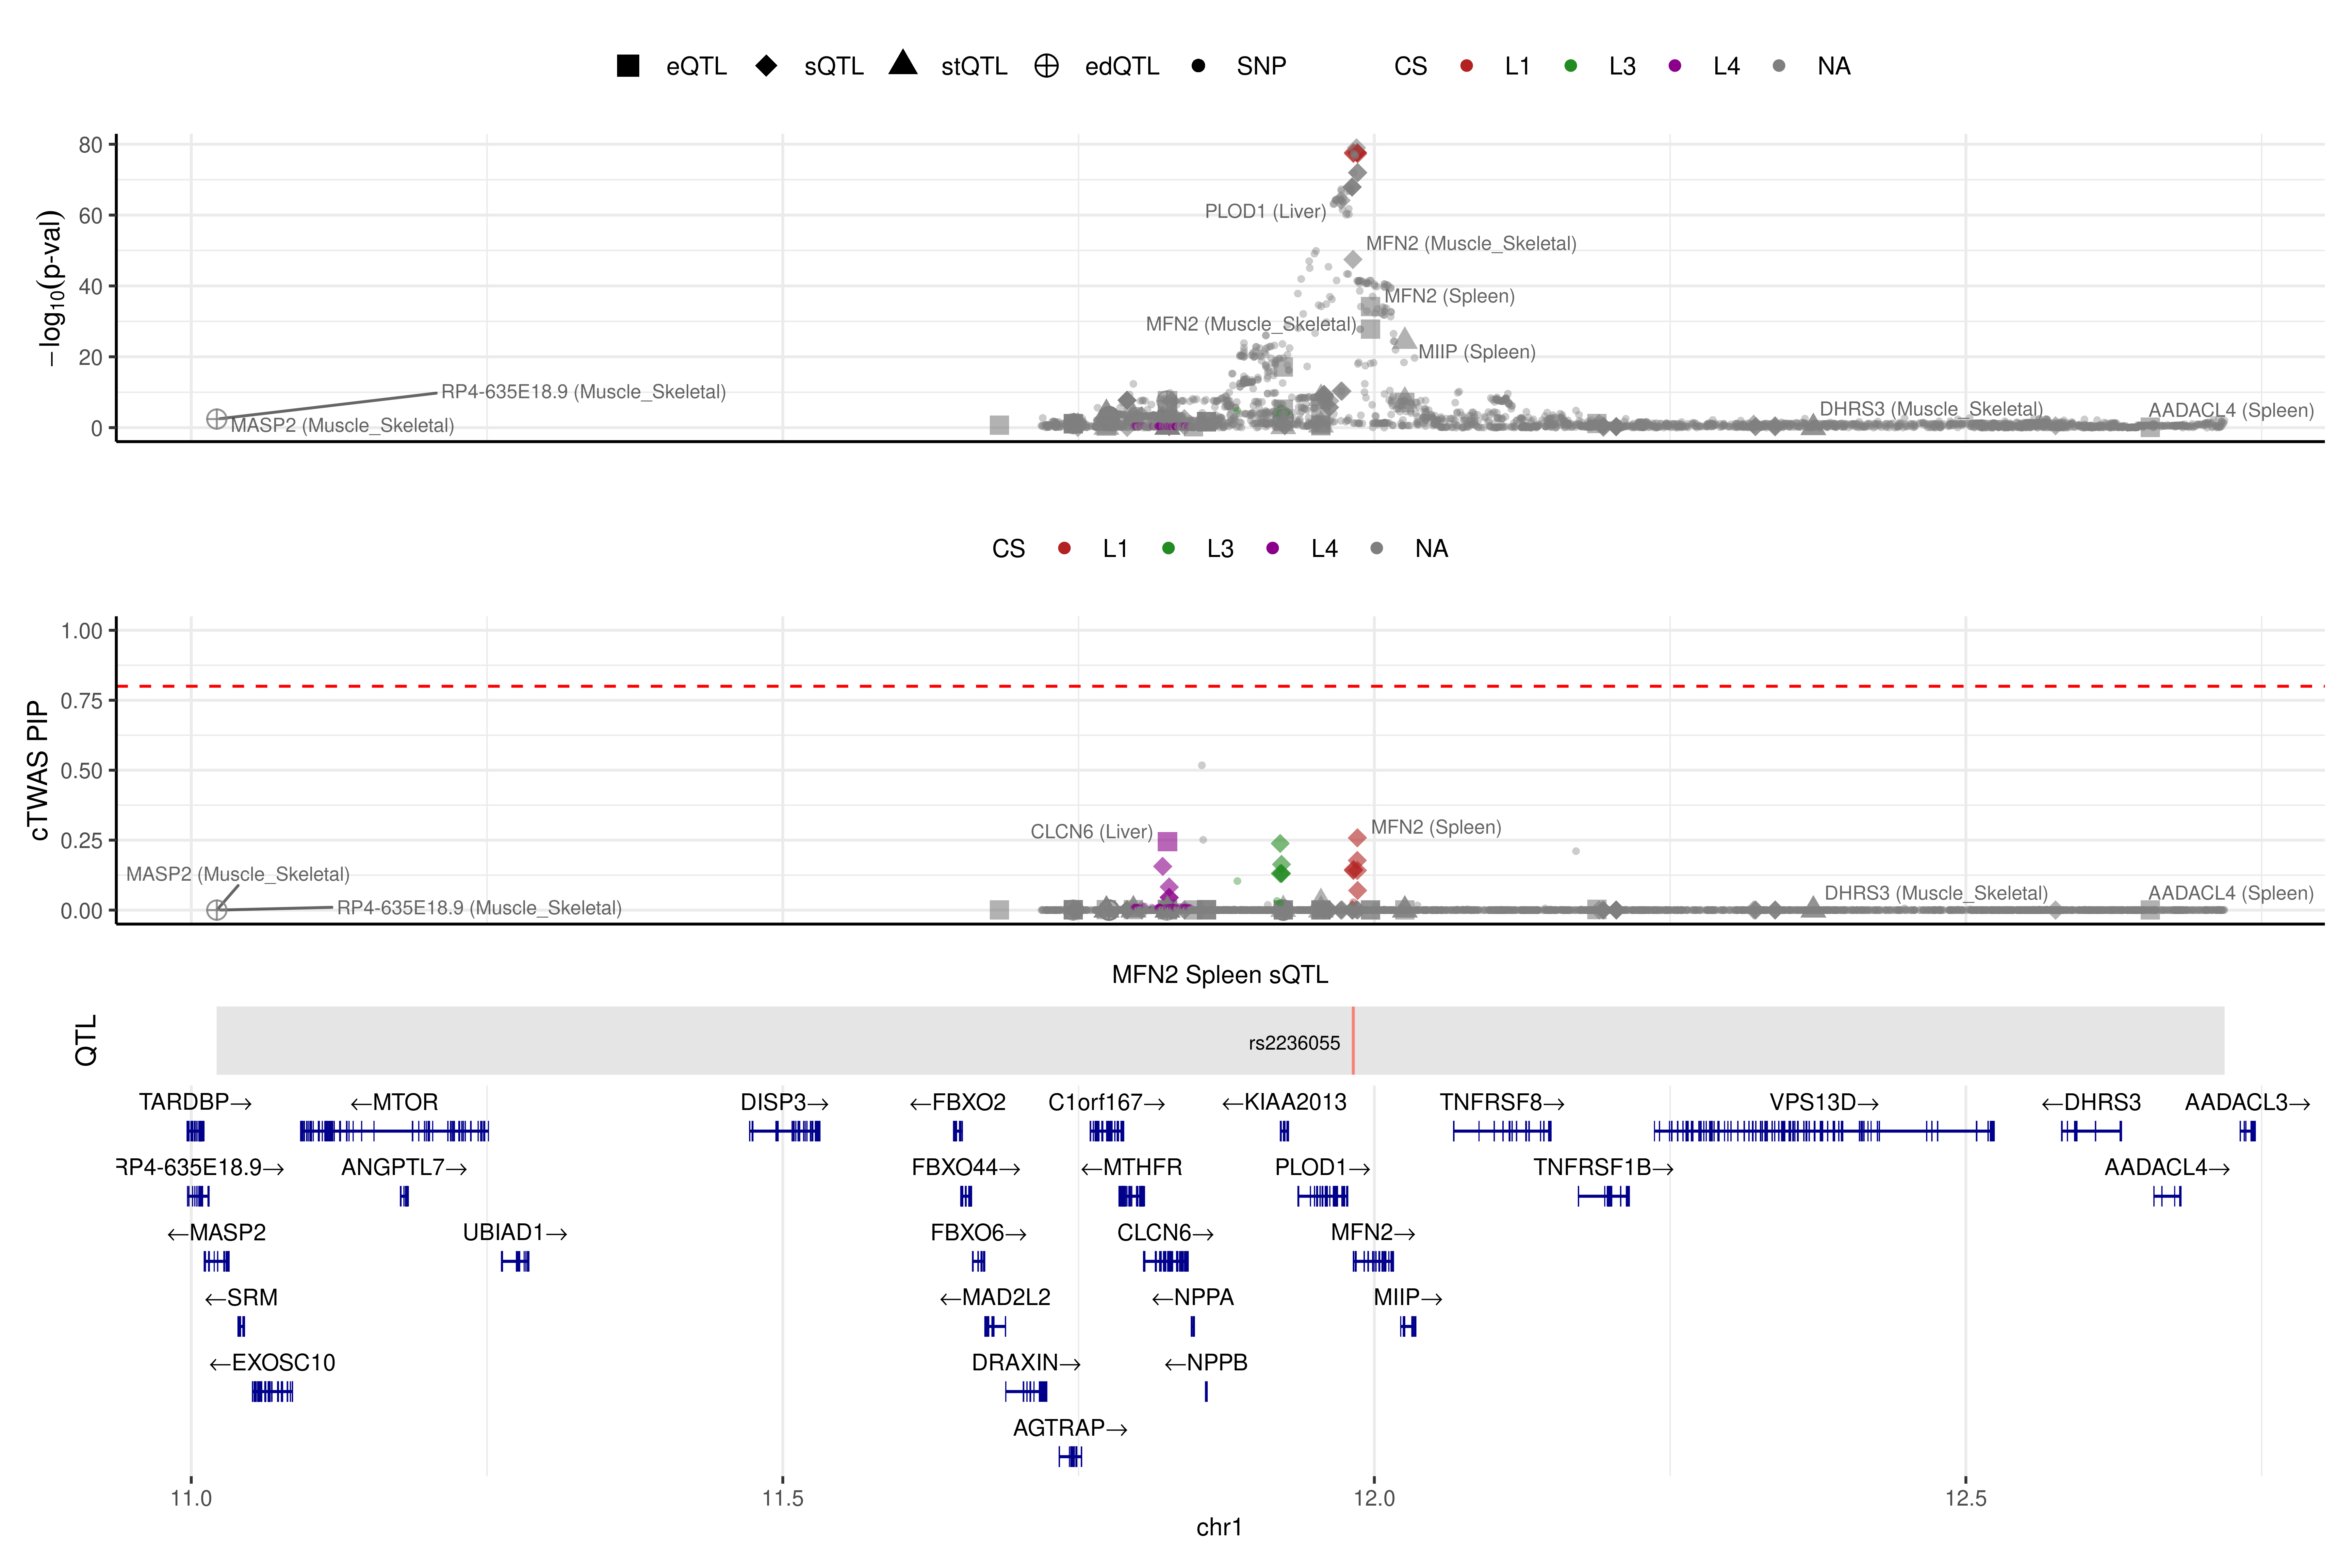 eQTL sQTL stQTL edQTL SNP CS L1 L3 L4 NA
−log10(p-val)
80
60
40
20
0
PLOD1 (Liver)
MFN2 (Muscle_Skeletal)
MFN2 (Spleen)
MFN2 (Muscle_Skeletal)
MIIP (Spleen)
RP4-635E18.9 (Muscle_Skeletal)
MASP2 (Muscle_Skeletal)
DHRS3 (Muscle_Skeletal)
AADACL4 (Spleen)
CS L1 L3 L4 NA
cTWAS PIP
1.00
0.75
0.50
0.25
0.00
CLCN6 (Liver)
MFN2 (Spleen)
MASP2 (Muscle_Skeletal)
RP4-635E18.9 (Muscle_Skeletal)
DHRS3 (Muscle_Skeletal)
AADACL4 (Spleen)
MFN2 Spleen sQTL
QTL
rs2236055
TARDBP→ ←MTOR DISP3→ ←FBXO2 C1orf167→ ←KIAA2013 TNFRSF8→ VPS13D→ ←DHRS3 AADACL3→
RP4-635E18.9→ ANGPTL7→ FBXO44→ ←MTHFR PLOD1→ TNFRSF1B→ AADACL4→
←MASP2 UBIAD1→ FBXO6→ CLCN6→ MFN2→
←SRM ←MAD2L2 ←NPPA MIIP→
←EXOSC10 DRAXIN→ ←NPPB
AGTRAP→
11.0 11.5 12.0 12.5
chr1